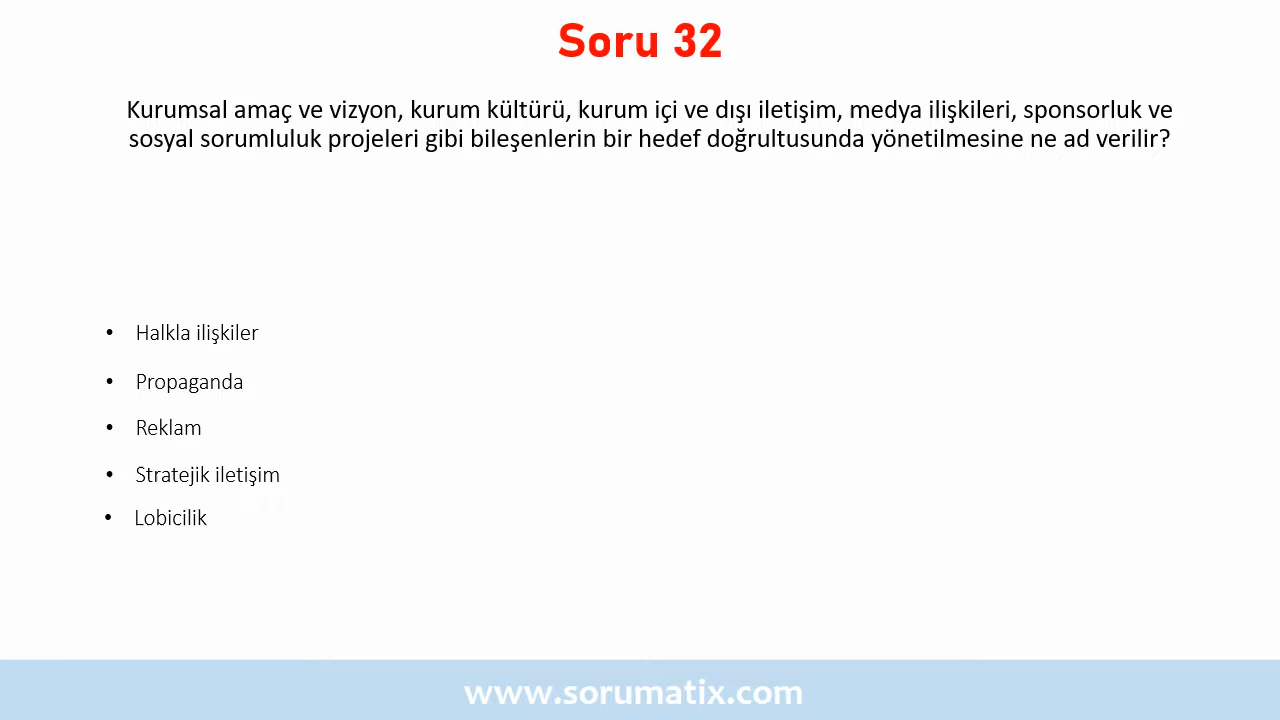 Soru 32
Kurumsal amaç ve vizyon, kurum kültürü, kurum içi ve dışı iletişim, medya ilişkileri, sponsorluk ve
sosyal sorumluluk projeleri gibi bileşenlerin bir hedef doğrultusunda yönetilmesine ne ad verilir?
• Halkla ilişkiler
• Propaganda
• Reklam
• Stratejik iletişim
• Lobicilik
www.sorumatix.com